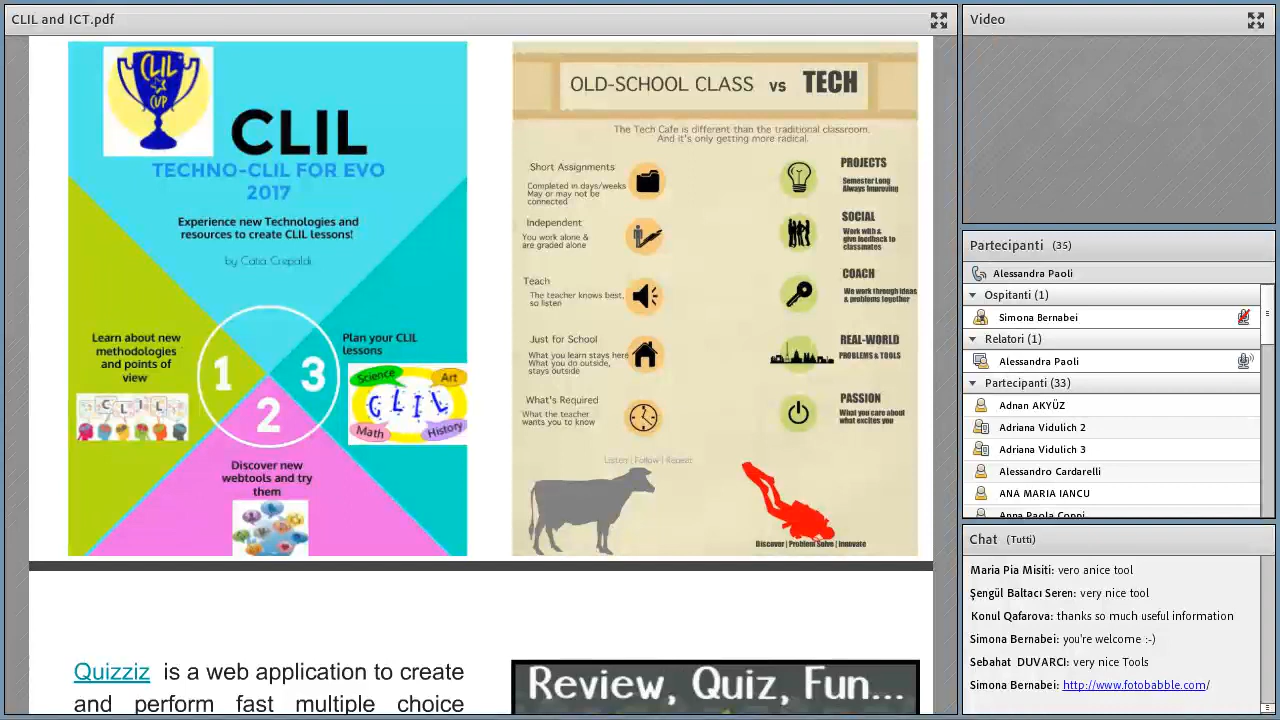 CLIL and ICT.pdf
CLIL
CUP
CLIL
TECHNO-CLIL FOR EVO
2017
Experience new Technologies and
resources to create CLIL lessons!
by Catia Crepaldi
Learn about new
methodologies
and points of
view
CLIL
1
2
3
Plan your CLIL
lessons
Science
Art
CLIL
Math
History
Discover new
webtools and try
them
OLD-SCHOOL CLASS vs TECH
The Tech Cafe is different than the traditional classroom.
And it's only getting more radical.
Short Assignments
Completed in days/weeks
May or may not be
connected
Independent
You work alone &
are graded alone
Teach
The teacher knows best,
so listen
Just for School
What you learn stays here
What you do outside,
stays outside
What's Required
What the teacher
wants you to know
Listen | Follow | Repeat
PROJECTS
Semester Long
Always Improving
SOCIAL
Work with &
give feedback to
classmates
COACH
We work through ideas
& problems together
REAL-WORLD
PROBLEMS & TOOLS
PASSION
What you care about
what excites you
Discover | Problem Solve | Innovate
Quizziz is a web application to create
and perform fast multiple choice
Review, Quiz, Fun...
Video
Partecipanti (35)
Alessandra Paoli
Ospitanti (1)
Simona Bernabei
Relatori (1)
Alessandra Paoli
Partecipanti (33)
Adnan AKYÜZ
Adriana Vidulich 2
Adriana Vidulich 3
Alessandro Cardarelli
ANA MARIA IANCU
Anna Paola Coppi
Chat (Tutti)
Maria Pia Misiti: vero anice tool
Şengül Baltacı Seren: very nice tool
Konul Qafarova: thanks so much useful information
Simona Bernabei: you're welcome :-)
Sebahat DUVARCI: very nice Tools
Simona Bernabei: http://www.fotobabble.com/